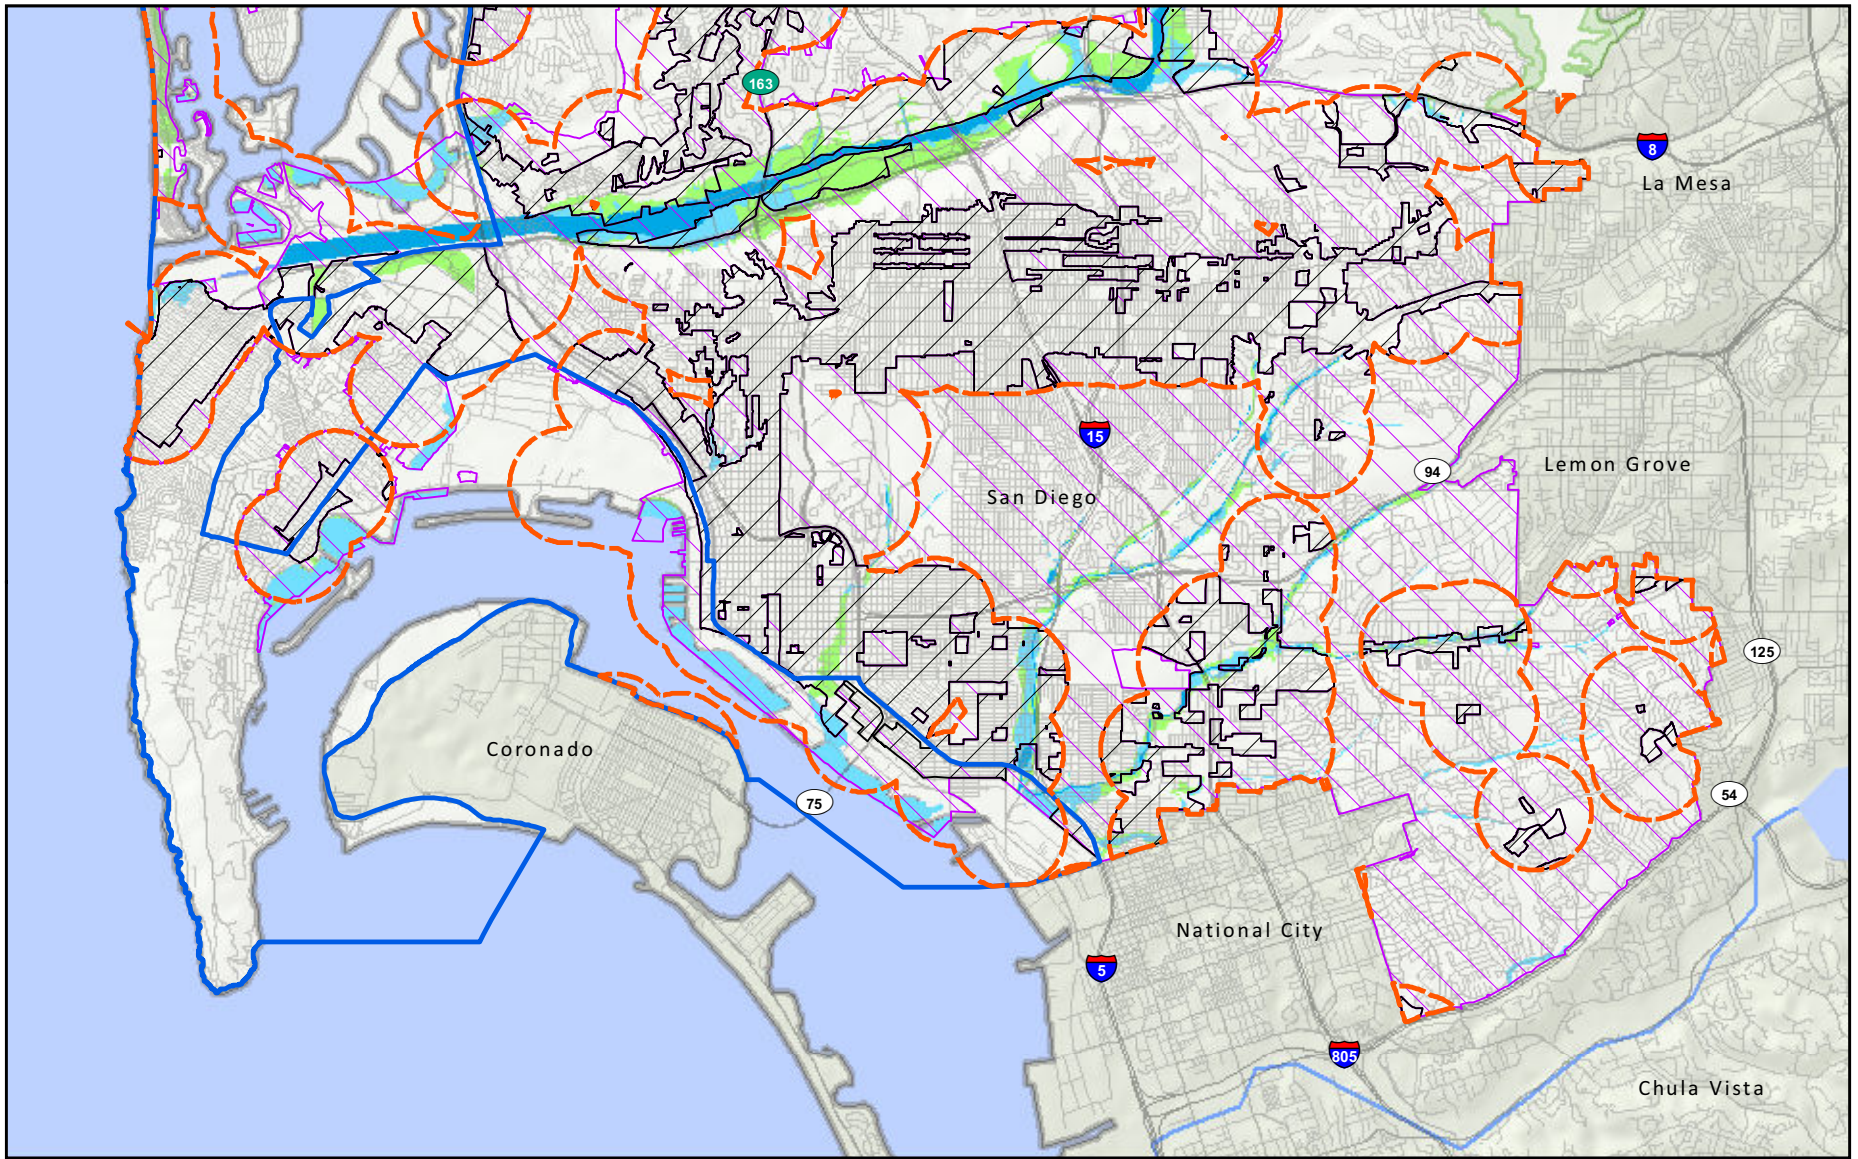 163
8
La Mesa
15
94
Lemon Grove
San Diego
125
Coronado
75
54
National City
5
805
Chula Vista